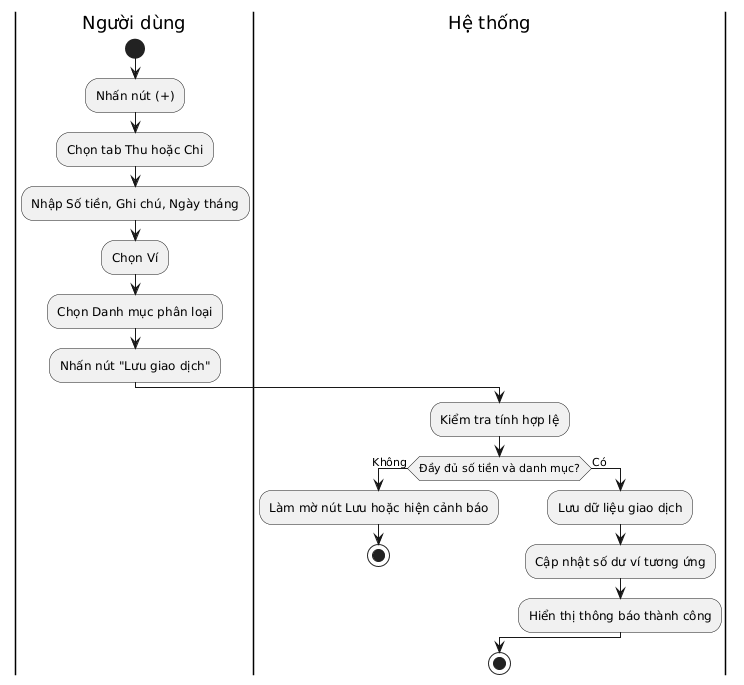 Người dùng
Hệ thống
Nhấn nút (+)
Chọn tab Thu hoặc Chi
Nhập Số tiền, Ghi chú, Ngày tháng
Chọn Ví
Chọn Danh mục phân loại
Nhấn nút "Lưu giao dịch"
Kiểm tra tính hợp lệ
Không
Đầy đủ số tiền và danh mục?
Có
Làm mờ nút Lưu hoặc hiện cảnh báo
Lưu dữ liệu giao dịch
Cập nhật số dư ví tương ứng
Hiển thị thông báo thành công